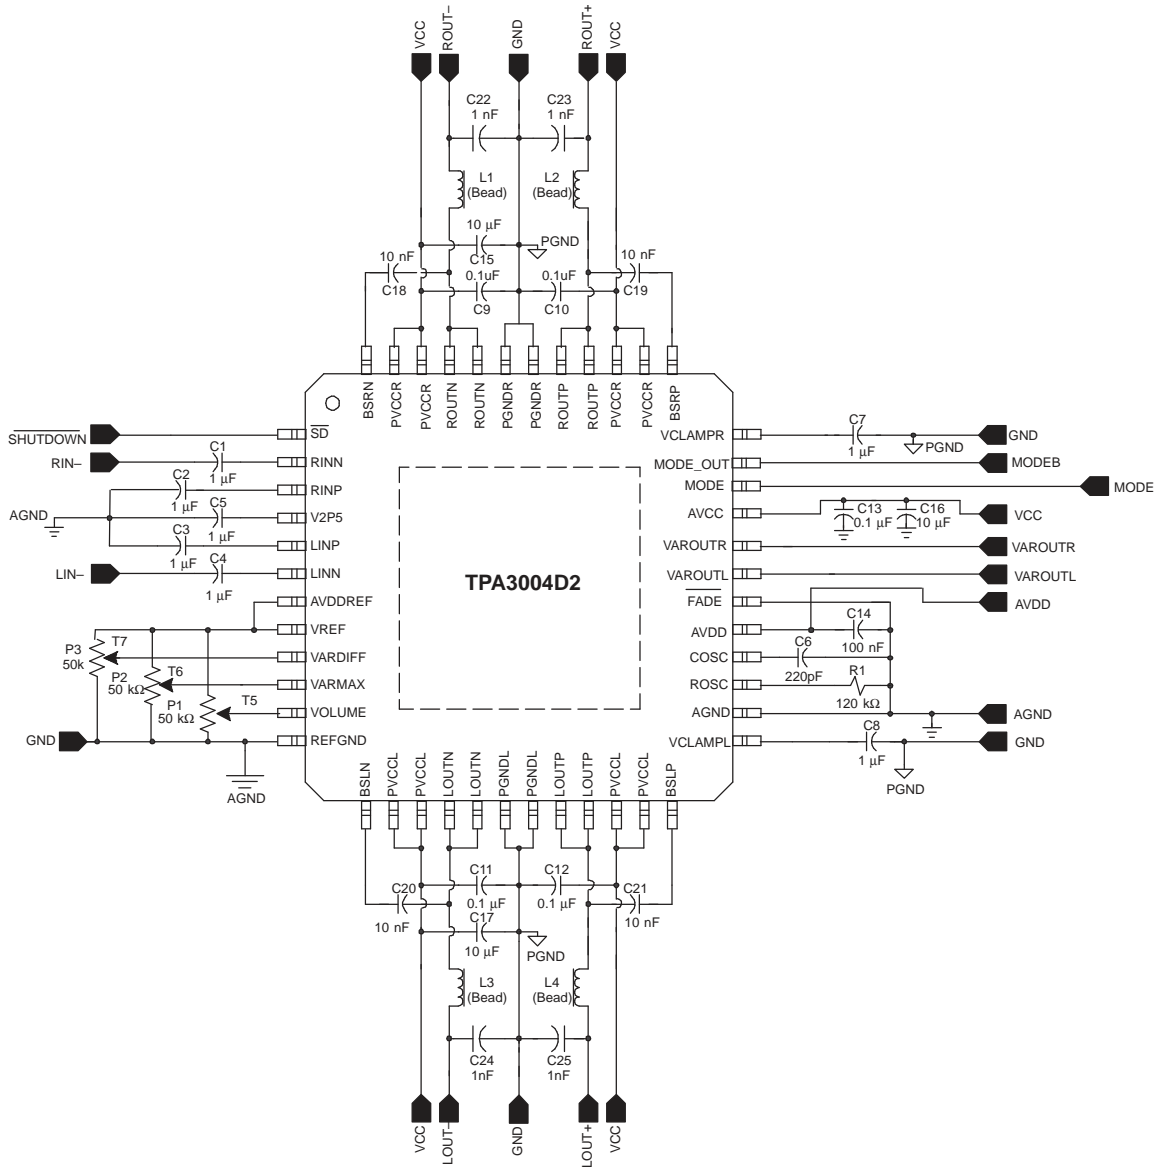 VCC
ROUT–
GND
ROUT+
VCC
C22
1 nF
C23
1 nF
L1
(Bead)
L2
(Bead)
10 µF
C15
PGND
10 nF
C18
0.1uF
C9
0.1uF
C10
10 nF
C19
BSRN
PVCCR
PVCCR
ROUTN
ROUTN
PGNDR
PGNDR
ROUTP
ROUTP
PVCCR
PVCCR
BSRP
SHUTDOWN
RIN–
AGND
LIN–
C1
1 µF
C2
1 µF
C5
1 µF
C3
1 µF
C4
1 µF
P3
50k
T7
P2
50 kΩ
T6
P1
50 kΩ
T5
GND
AGND
SD
RINN
RINP
V2P5
LINP
LINN
AVDDREF
VREF
VARDIFF
VARMAX
VOLUME
REFGND
TPA3004D2
VCLAMPR
MODE_OUT
MODE
AVCC
VAROUTR
VAROUTL
FADE
AVDD
COSC
ROSC
AGND
VCLAMPL
C7
1 µF
PGND
GND
MODEB
MODE
C13
0.1 µF
C16
10 µF
VCC
VAROUTR
VAROUTL
AVDD
C14
100 nF
C6
220pF
R1
120 kΩ
AGND
C8
1 µF
GND
PGND
BSLN
PVCCL
PVCCL
LOUTN
LOUTN
PGNDL
PGNDL
LOUTP
LOUTP
PVCCL
PVCCL
BSLP
C20
10 nF
C11
0.1 µF
C12
0.1 µF
C21
10 nF
C17
10 µF
PGND
L3
(Bead)
L4
(Bead)
C24
1nF
C25
1nF
VCC
LOUT–
GND
LOUT+
VCC